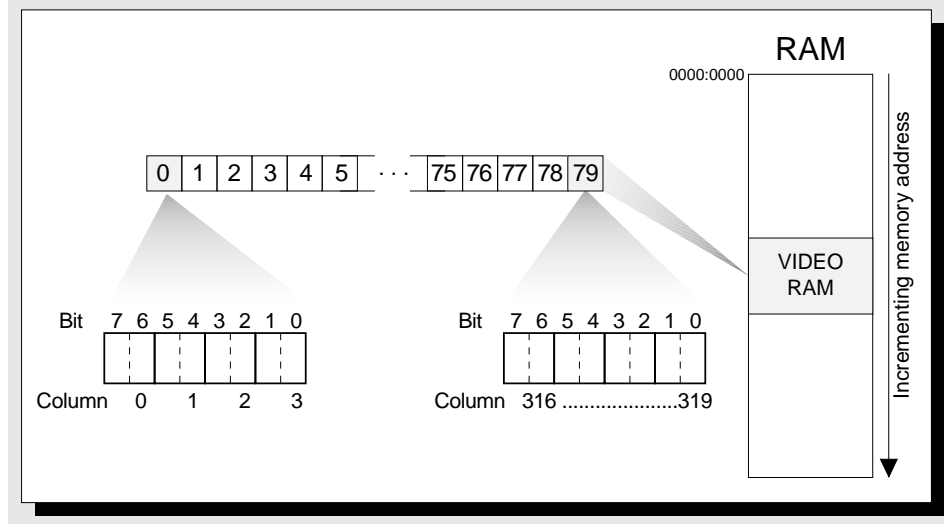 RAM
0000:0000
0 1 2 3 4 5 ... 75 76 77 78 79
VIDEO
RAM
Incrementing memory address
Bit 7 6 5 4 3 2 1 0
Column 0 1 2 3
Bit 7 6 5 4 3 2 1 0
Column 316 .....................319